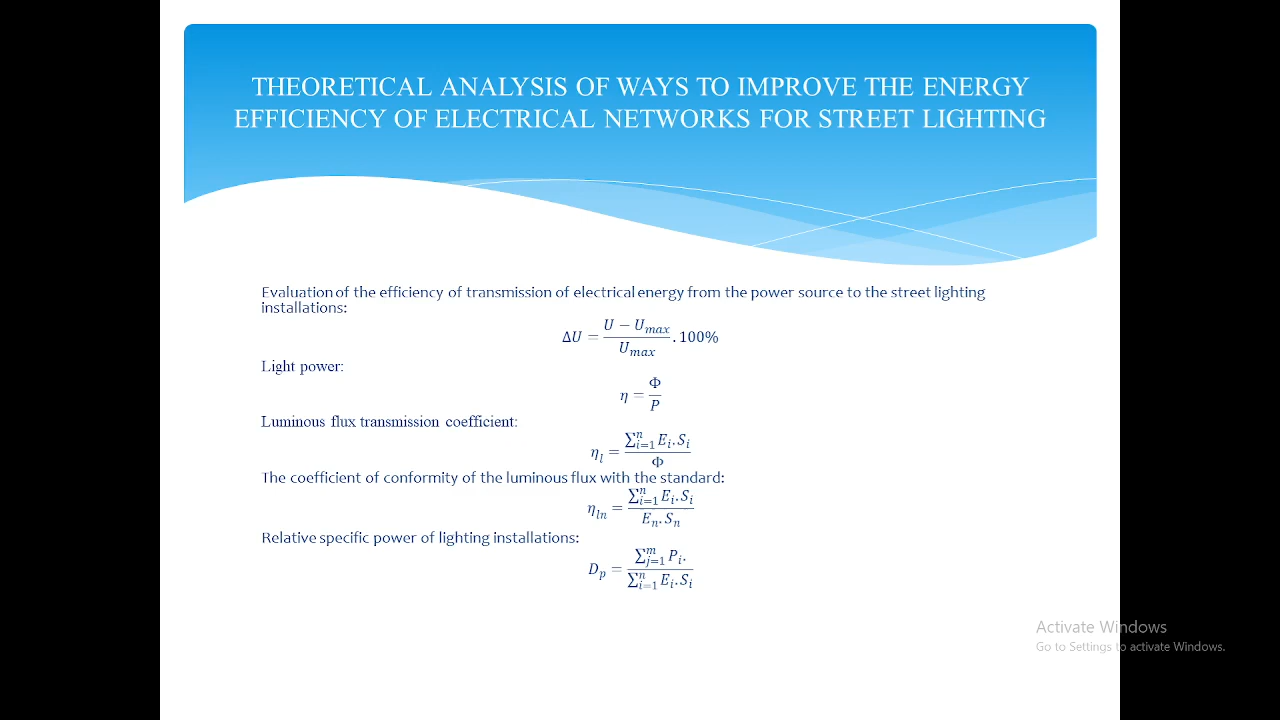 THEORETICAL ANALYSIS OF WAYS TO IMPROVE THE ENERGY
EFFICIENCY OF ELECTRICAL NETWORKS FOR STREET LIGHTING
Evaluation of the efficiency of transmission of electrical energy from the power source to the street lighting
installations:
ΔU = (U − U_max)/U_max . 100%
Light power:
η = Φ/P
Luminous flux transmission coefficient:
η_l = (∑_{i=1}^{n} E_i . S_i)/Φ
The coefficient of conformity of the luminous flux with the standard:
η_ln = (∑_{i=1}^{n} E_i . S_i)/(E_n . S_n)
Relative specific power of lighting installations:
D_p = (∑_{j=1}^{m} P_i .)/(∑_{i=1}^{n} E_i . S_i)
Activate Windows
Go to Settings to activate Windows.